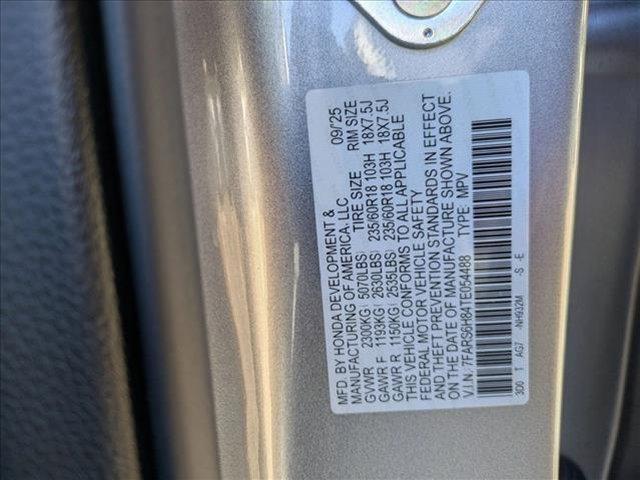 MFD. BY HONDA DEVELOPMENT & 09/25
MANUFACTURING OF AMERICA, LLC
TIRE SIZE RIM SIZE
GVWR 2300KG( 5070LBS)
GAWR F 1193KG( 2630LBS) 235/60R18 103H 18X7.5J
GAWR R 1150KG( 2535LBS) 235/60R18 103H 18X7.5J
THIS VEHICLE CONFORMS TO ALL APPLICABLE
FEDERAL MOTOR VEHICLE SAFETY
AND THEFT PREVENTION STANDARDS IN EFFECT
ON THE DATE OF MANUFACTURE SHOWN ABOVE.
V.I.N. 7FARS6H84TE054488 TYPE: MPV
300 T AG7 -NH932M -S -E